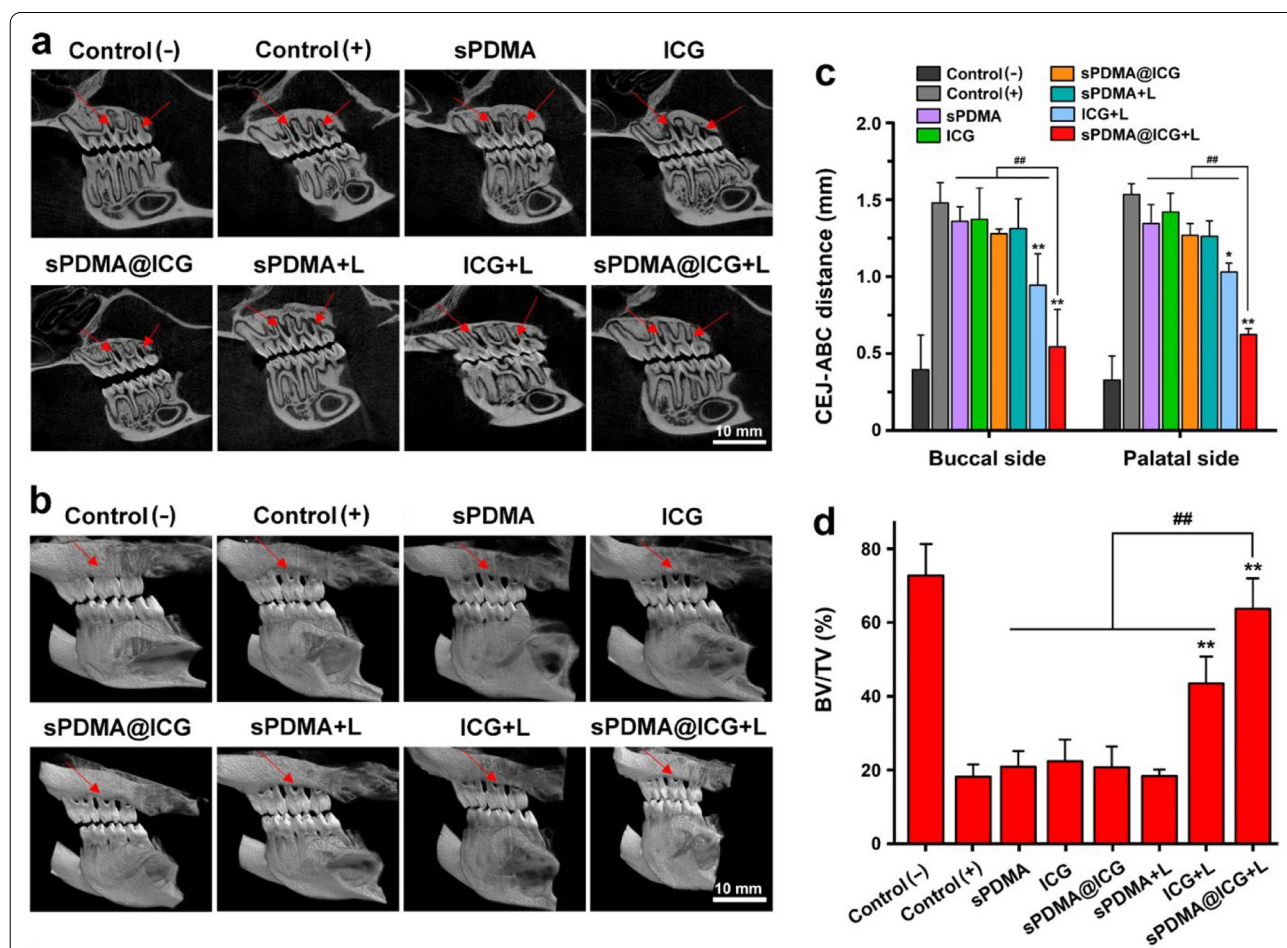 a
Control (-) Control (+) sPDMA ICG
sPDMA@ICG sPDMA+L ICG+L sPDMA@ICG+L
10 mm
b
Control (-) Control (+) sPDMA ICG
sPDMA@ICG sPDMA+L ICG+L sPDMA@ICG+L
10 mm
c
Control (-) sPDMA@ICG
Control (+) sPDMA+L
sPDMA ICG+L
ICG sPDMA@ICG+L
CEJ-ABC distance (mm)
2.0
1.5
1.0
0.5
0
## ##
** ** * **
Buccal side Palatal side
d
BV/TV (%)
80
60
40
20
0
##
** **
Control (-) Control (+) sPDMA ICG sPDMA@ICG sPDMA+L ICG+L sPDMA@ICG+L